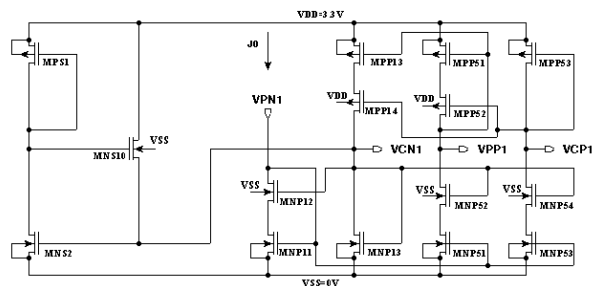 VDD=3.3V
J0
MPS1
MPP13
MPP51
MPP53
VPN1
VDD
MPP14
VDD
MPP52
VSS
MNS10
VCN1
VPP1
VCP1
VSS
MNP12
VSS
MNP52
VSS
MNP54
MNS2
MNP11
MNP13
MNP51
MNP53
VSS=0V